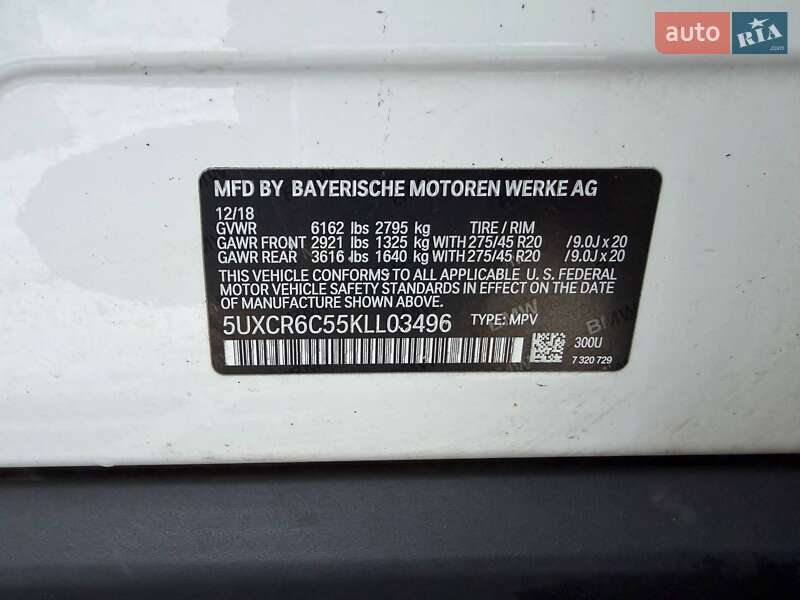 auto RIA .com
MFD BY BAYERISCHE MOTOREN WERKE AG
12/18
GVWR 6162 lbs 2795 kg TIRE / RIM
GAWR FRONT 2921 lbs 1325 kg WITH 275/45 R20 /9.0J x 20
GAWR REAR 3616 lbs 1640 kg WITH 275/45 R20 /9.0J x 20
THIS VEHICLE CONFORMS TO ALL APPLICABLE U. S. FEDERAL
MOTOR VEHICLE SAFETY STANDARDS IN EFFECT ON THE DATE
OF MANUFACTURE SHOWN ABOVE.
5UXCR6C55KLL03496 TYPE: MPV
300U
7 320 729